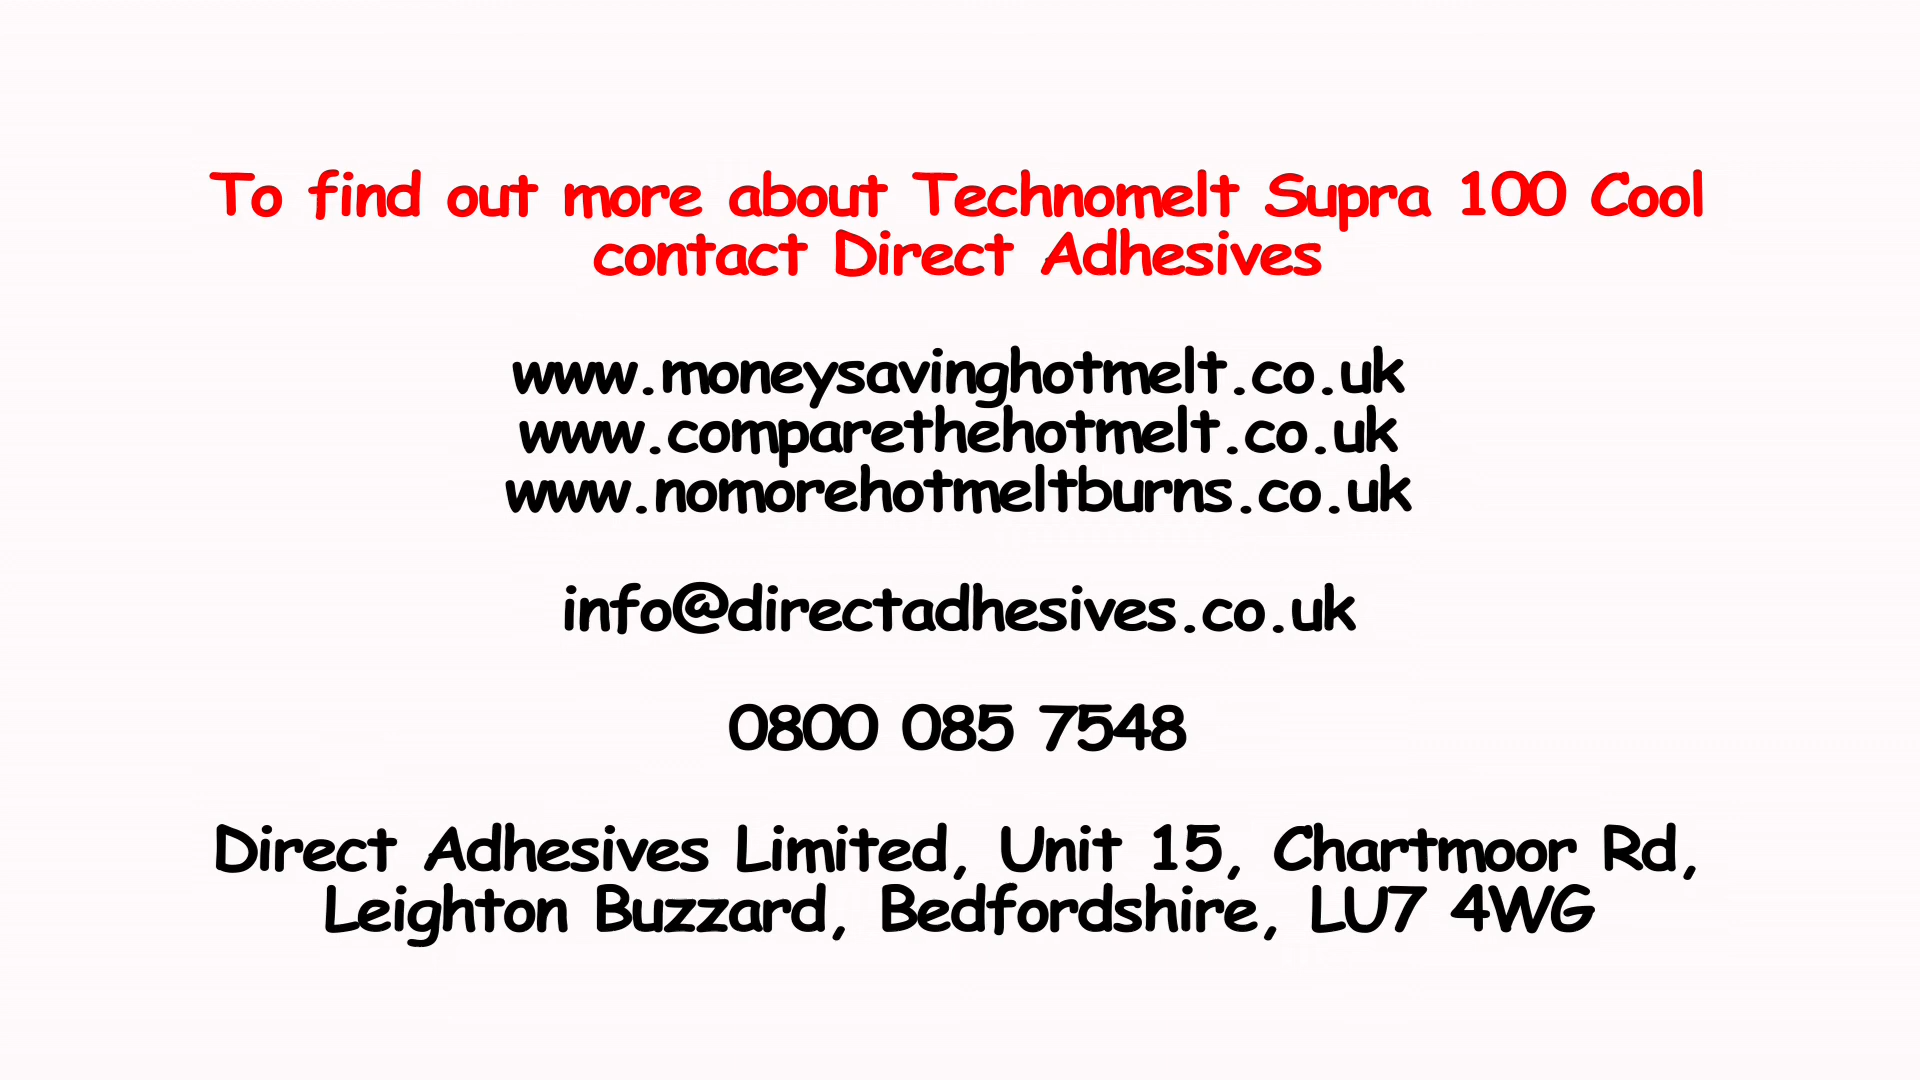 To find out more about Technomelt Supra 100 Cool
contact Direct Adhesives
www.moneysavinghotmelt.co.uk
www.comparethehotmelt.co.uk
www.nomorehotmeltburns.co.uk
info@directadhesives.co.uk
0800 085 7548
Direct Adhesives Limited, Unit 15, Chartmoor Rd,
Leighton Buzzard, Bedfordshire, LU7 4WG